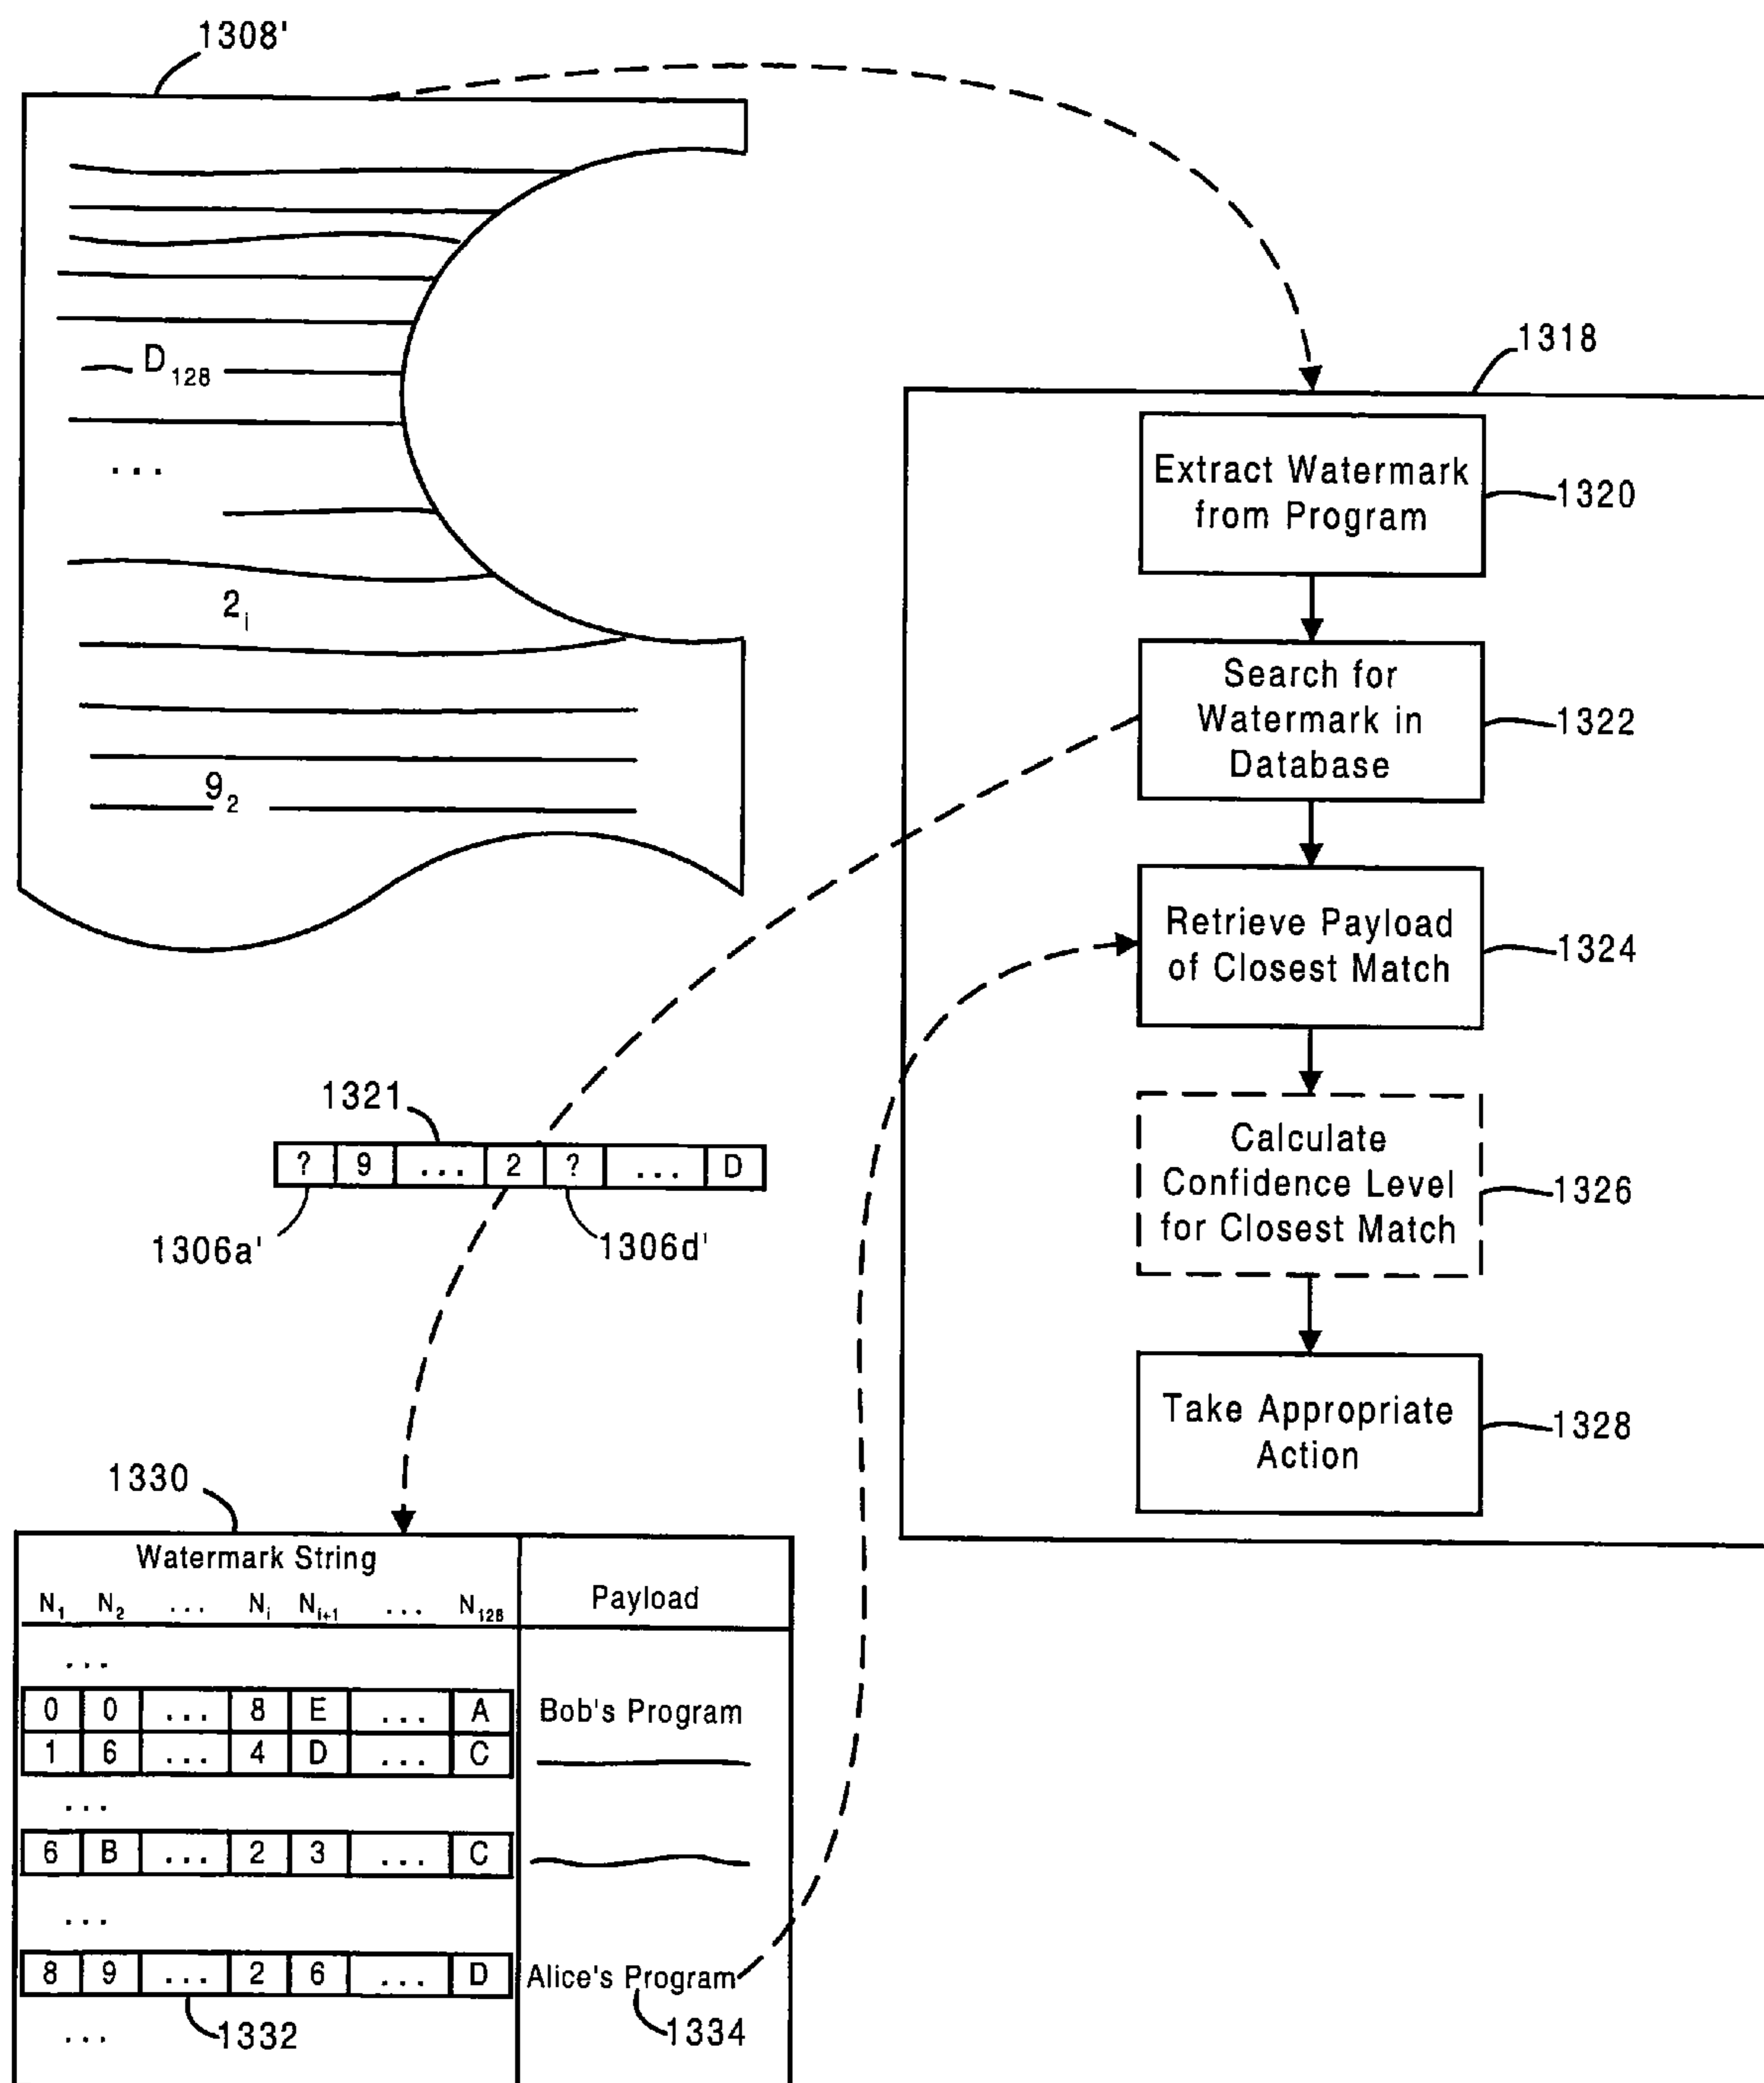 1308'
D128
...
2i
92
1318
Extract Watermark
from Program
1320
Search for
Watermark in
Database
1322
Retrieve Payload
of Closest Match
1324
Calculate
Confidence Level
for Closest Match
1326
Take Appropriate
Action
1328
1321
? 9 ... 2 ? ... D
1306a' 1306d'
1330
Watermark String
Payload
N1 N2 ... Ni Ni+1 ... N128
...
0 0 ... 8 E ... A Bob's Program
1 6 ... 4 D ... C
...
6 B ... 2 3 ... C
...
8 9 ... 2 6 ... D Alice's Program
1332 1334
...